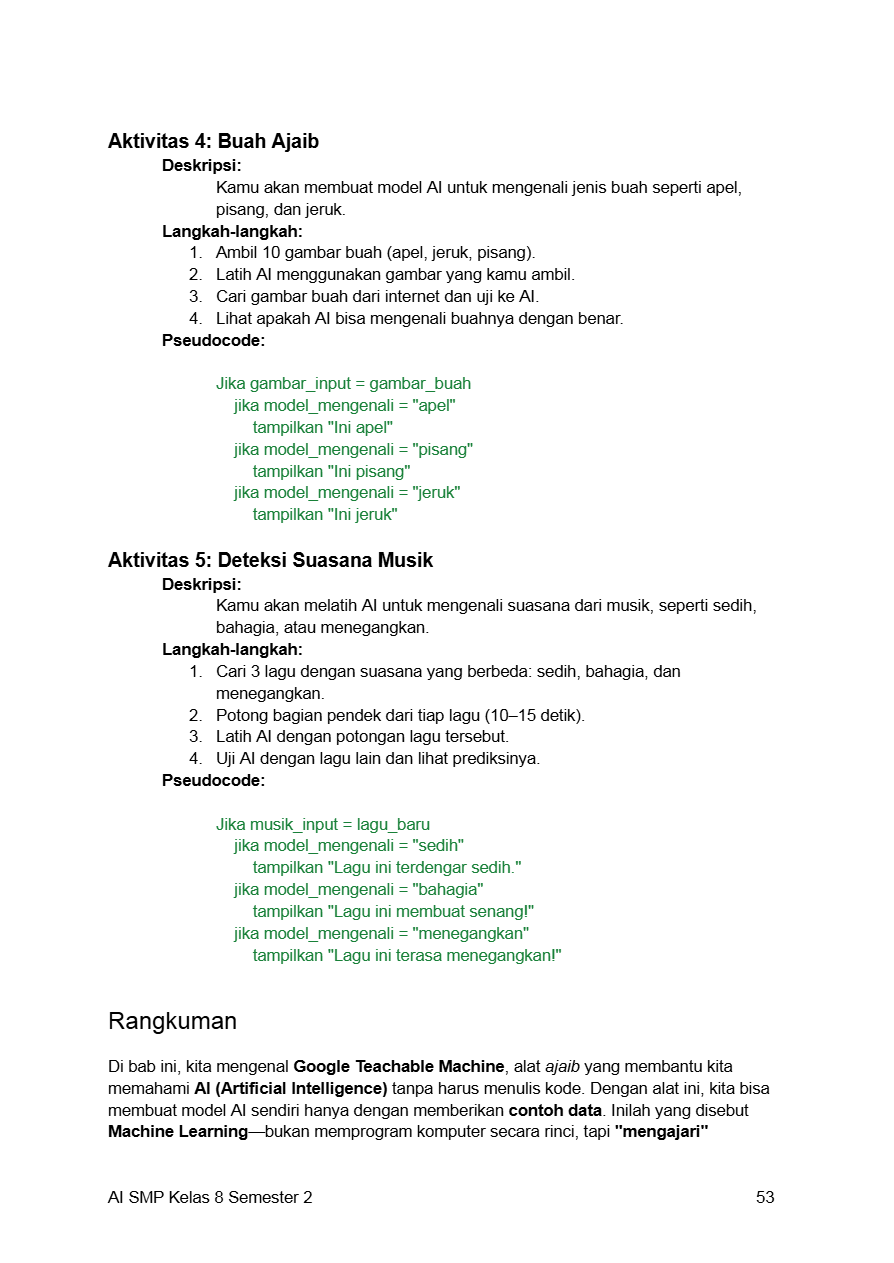 Aktivitas 4: Buah Ajaib
Deskripsi:
Kamu akan membuat model AI untuk mengenali jenis buah seperti apel,
pisang, dan jeruk.
Langkah-langkah:
1. Ambil 10 gambar buah (apel, jeruk, pisang).
2. Latih AI menggunakan gambar yang kamu ambil.
3. Cari gambar buah dari internet dan uji ke AI.
4. Lihat apakah AI bisa mengenali buahnya dengan benar.
Pseudocode:
Jika gambar_input = gambar_buah
jika model_mengenali = "apel"
tampilkan "Ini apel"
jika model_mengenali = "pisang"
tampilkan "Ini pisang"
jika model_mengenali = "jeruk"
tampilkan "Ini jeruk"
Aktivitas 5: Deteksi Suasana Musik
Deskripsi:
Kamu akan melatih AI untuk mengenali suasana dari musik, seperti sedih,
bahagia, atau menegangkan.
Langkah-langkah:
1. Cari 3 lagu dengan suasana yang berbeda: sedih, bahagia, dan
menegangkan.
2. Potong bagian pendek dari tiap lagu (10–15 detik).
3. Latih AI dengan potongan lagu tersebut.
4. Uji AI dengan lagu lain dan lihat prediksinya.
Pseudocode:
Jika musik_input = lagu_baru
jika model_mengenali = "sedih"
tampilkan "Lagu ini terdengar sedih."
jika model_mengenali = "bahagia"
tampilkan "Lagu ini membuat senang!"
jika model_mengenali = "menegangkan"
tampilkan "Lagu ini terasa menegangkan!"
Rangkuman
Di bab ini, kita mengenal Google Teachable Machine, alat ajaib yang membantu kita
memahami AI (Artificial Intelligence) tanpa harus menulis kode. Dengan alat ini, kita bisa
membuat model AI sendiri hanya dengan memberikan contoh data. Inilah yang disebut
Machine Learning—bukan memprogram komputer secara rinci, tapi "mengajari"
AI SMP Kelas 8 Semester 2 53